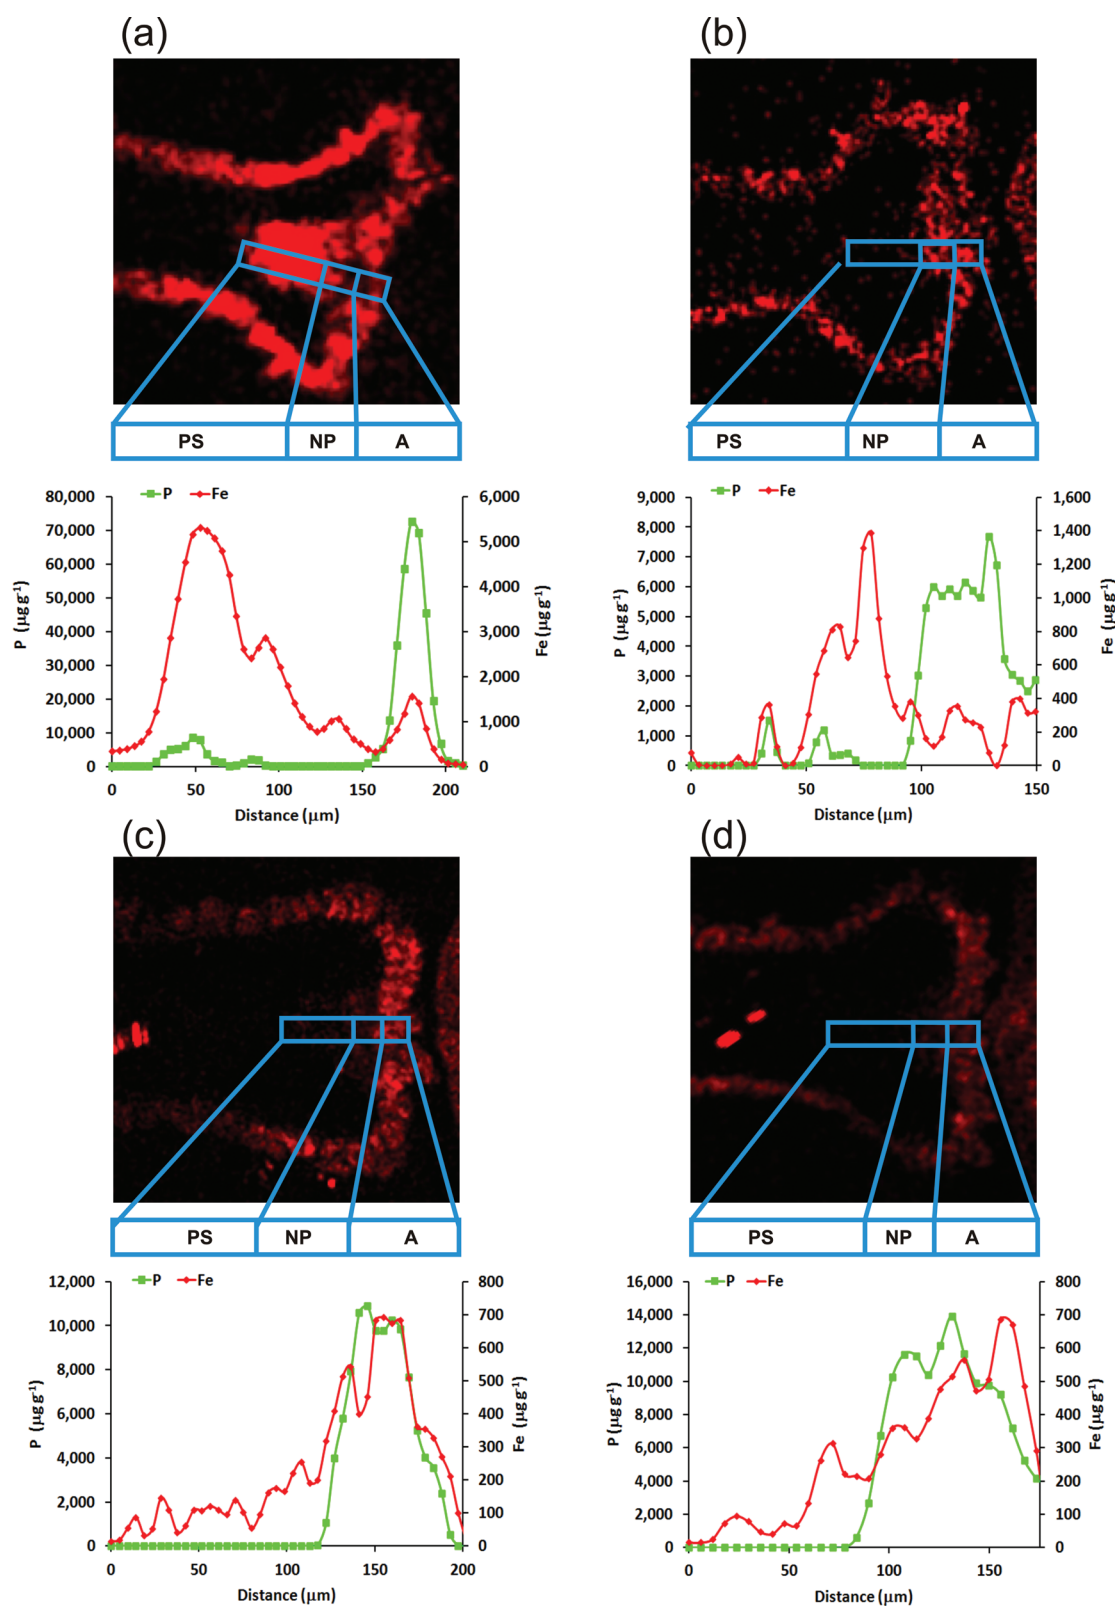 (a)
(b)
PS NP A
PS NP A
P Fe
80,000
70,000
60,000
50,000
40,000
30,000
20,000
10,000
0
P (µg g⁻¹)
6,000
5,000
4,000
3,000
2,000
1,000
0
Fe (µg g⁻¹)
0 50 100 150 200
Distance (µm)
P Fe
9,000
8,000
7,000
6,000
5,000
4,000
3,000
2,000
1,000
0
P (µg g⁻¹)
1,600
1,400
1,200
1,000
800
600
400
200
0
Fe (µg g⁻¹)
0 50 100 150
Distance (µm)
(c)
(d)
PS NP A
PS NP A
P Fe
12,000
10,000
8,000
6,000
4,000
2,000
0
P (µg g⁻¹)
800
700
600
500
400
300
200
100
0
Fe (µg g⁻¹)
0 50 100 150 200
Distance (µm)
P Fe
16,000
14,000
12,000
10,000
8,000
6,000
4,000
2,000
0
P (µg g⁻¹)
800
700
600
500
400
300
200
100
0
Fe (µg g⁻¹)
0 50 100 150
Distance (µm)